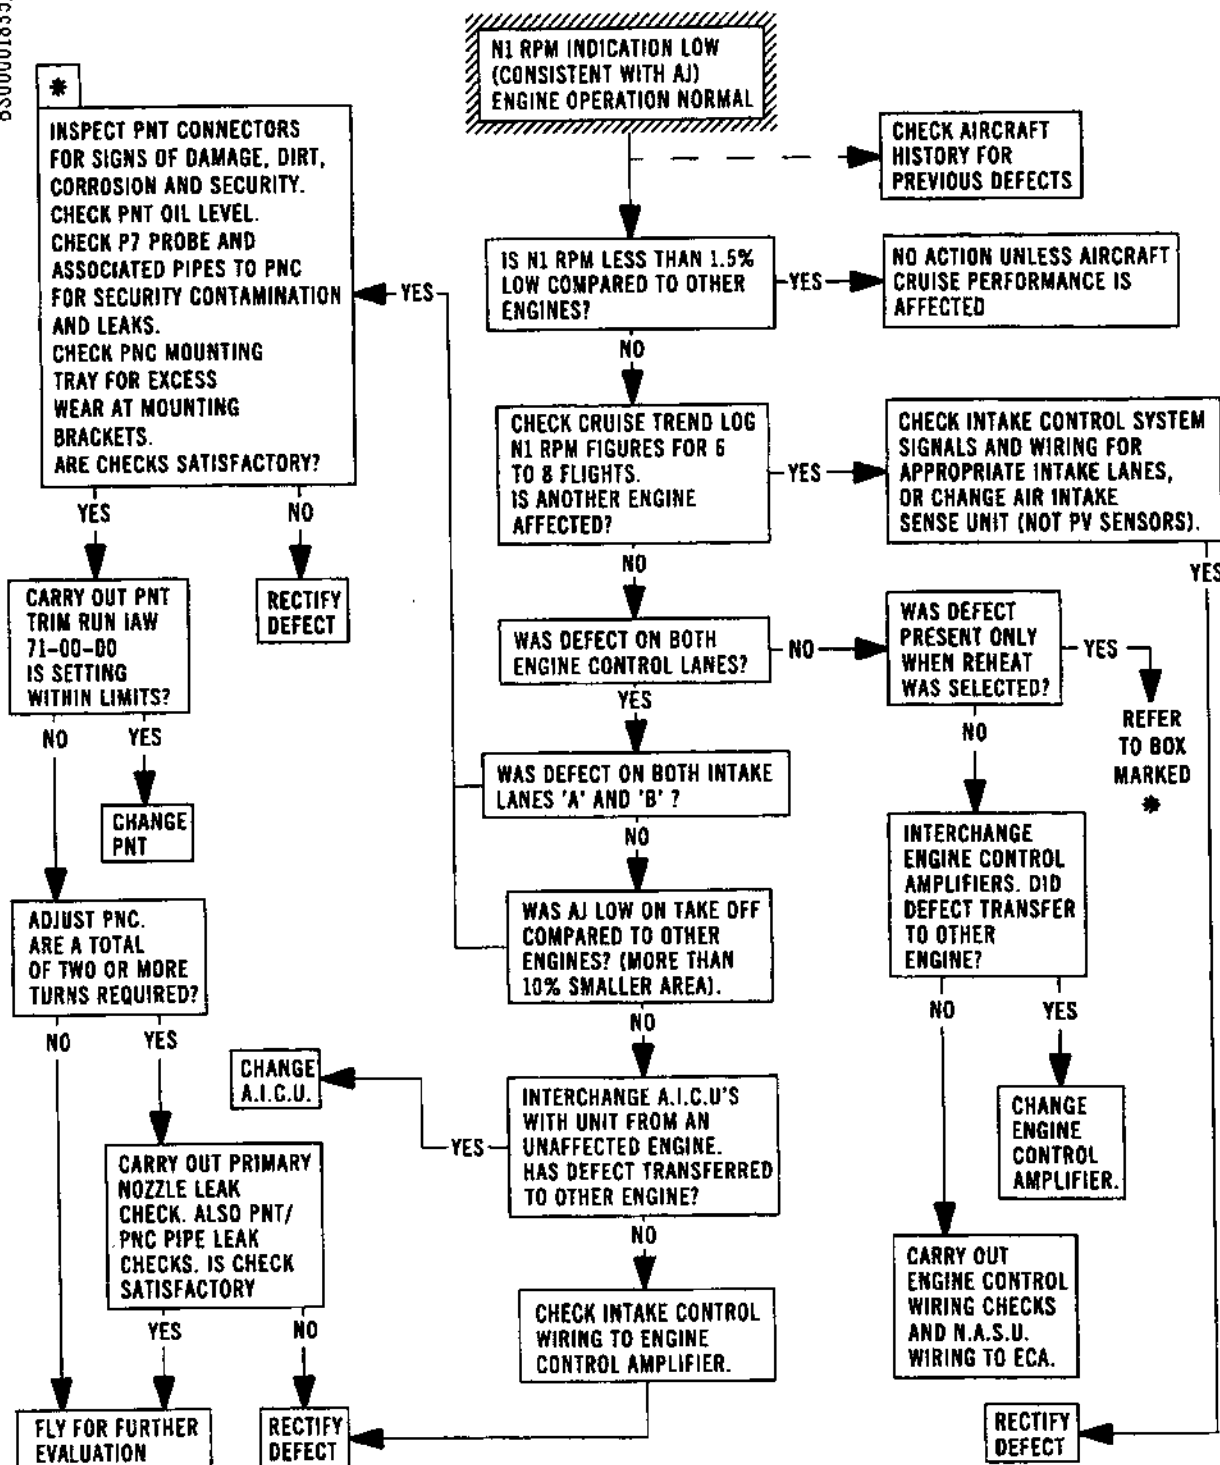 N1 RPM INDICATION LOW
(CONSISTENT WITH AJ)
ENGINE OPERATION NORMAL
CHECK AIRCRAFT
HISTORY FOR
PREVIOUS DEFECTS
IS N1 RPM LESS THAN 1.5%
LOW COMPARED TO OTHER
ENGINES?
YES
NO ACTION UNLESS AIRCRAFT
CRUISE PERFORMANCE IS
AFFECTED
NO
CHECK CRUISE TREND LOG
N1 RPM FIGURES FOR 6
TO 8 FLIGHTS.
IS ANOTHER ENGINE
AFFECTED?
YES
CHECK INTAKE CONTROL SYSTEM
SIGNALS AND WIRING FOR
APPROPRIATE INTAKE LANES,
OR CHANGE AIR INTAKE
SENSE UNIT (NOT PV SENSORS).
YES
RECTIFY
DEFECT
NO
WAS DEFECT ON BOTH
ENGINE CONTROL LANES?
NO
WAS DEFECT
PRESENT ONLY
WHEN REHEAT
WAS SELECTED?
YES
REFER
TO BOX
MARKED
*
NO
INTERCHANGE
ENGINE CONTROL
AMPLIFIERS. DID
DEFECT TRANSFER
TO OTHER
ENGINE?
NO
YES
CHANGE
ENGINE
CONTROL
AMPLIFIER.
CARRY OUT
ENGINE CONTROL
WIRING CHECKS
AND N.A.S.U.
WIRING TO ECA.
YES
WAS DEFECT ON BOTH INTAKE
LANES 'A' AND 'B' ?
NO
WAS AJ LOW ON TAKE OFF
COMPARED TO OTHER
ENGINES? (MORE THAN
10% SMALLER AREA).
NO
INTERCHANGE A.I.C.U'S
WITH UNIT FROM AN
UNAFFECTED ENGINE.
HAS DEFECT TRANSFERRED
TO OTHER ENGINE?
YES
CHANGE
A.I.C.U.
NO
CHECK INTAKE CONTROL
WIRING TO ENGINE
CONTROL AMPLIFIER.
YES
*
INSPECT PNT CONNECTORS
FOR SIGNS OF DAMAGE, DIRT,
CORROSION AND SECURITY.
CHECK PNT OIL LEVEL.
CHECK P7 PROBE AND
ASSOCIATED PIPES TO PNC
FOR SECURITY CONTAMINATION
AND LEAKS.
CHECK PNC MOUNTING
TRAY FOR EXCESS
WEAR AT MOUNTING
BRACKETS.
ARE CHECKS SATISFACTORY?
YES
NO
RECTIFY
DEFECT
CARRY OUT PNT
TRIM RUN IAW
71-00-00
IS SETTING
WITHIN LIMITS?
NO
YES
CHANGE
PNT
ADJUST PNC.
ARE A TOTAL
OF TWO OR MORE
TURNS REQUIRED?
NO
YES
CARRY OUT PRIMARY
NOZZLE LEAK
CHECK. ALSO PNT/
PNC PIPE LEAK
CHECKS. IS CHECK
SATISFACTORY
YES
NO
FLY FOR FURTHER
EVALUATION
RECTIFY
DEFECT